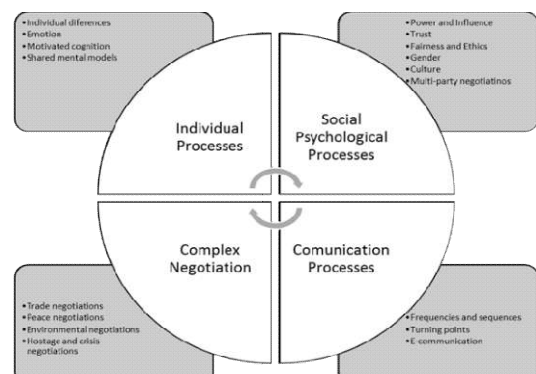 • Individual diferences
• Emotion
• Motivated cognition
• Shared mental models
• Power and Influence
• Trust
• Fairness and Ethics
• Gender
• Culture
• Multi-party negotiatinos
Individual
Processes
Social
Psychological
Processes
Complex
Negotiation
Comunication
Processes
• Trade negotiations
• Peace negotiations
• Environmental negotiations
• Hostage and crisis
negotiations
• Frequencies and sequences
• Turning points
• E-communication